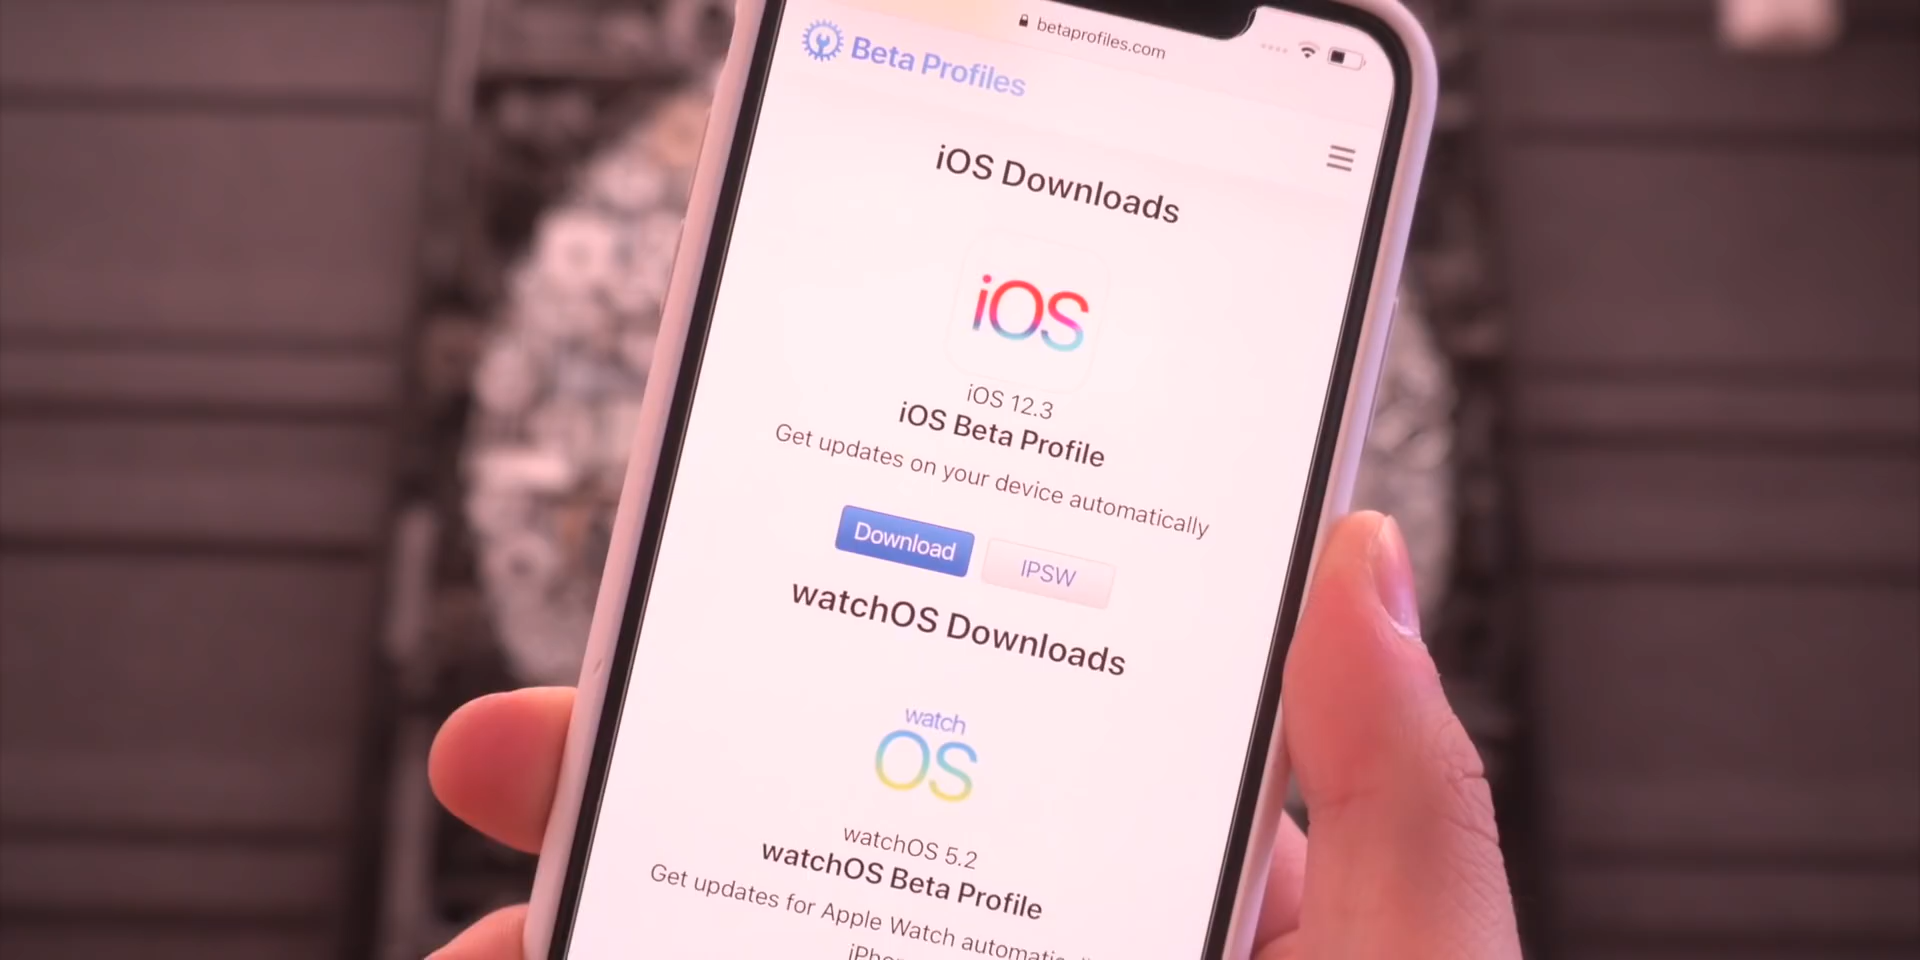 betaprofiles.com
Beta Profiles
iOS Downloads
iOS
iOS 12.3
iOS Beta Profile
Get updates on your device automatically
Download
IPSW
watchOS Downloads
watch
OS
watchOS 5.2
watchOS Beta Profile
Get updates for Apple Watch